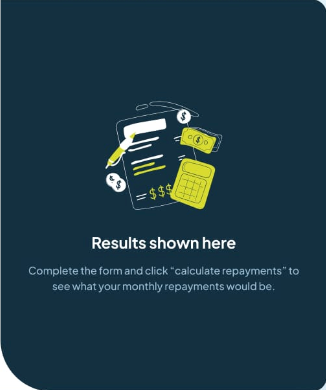 $
$
$
$$$
Results shown here
Complete the form and click “calculate repayments” to
see what your monthly repayments would be.